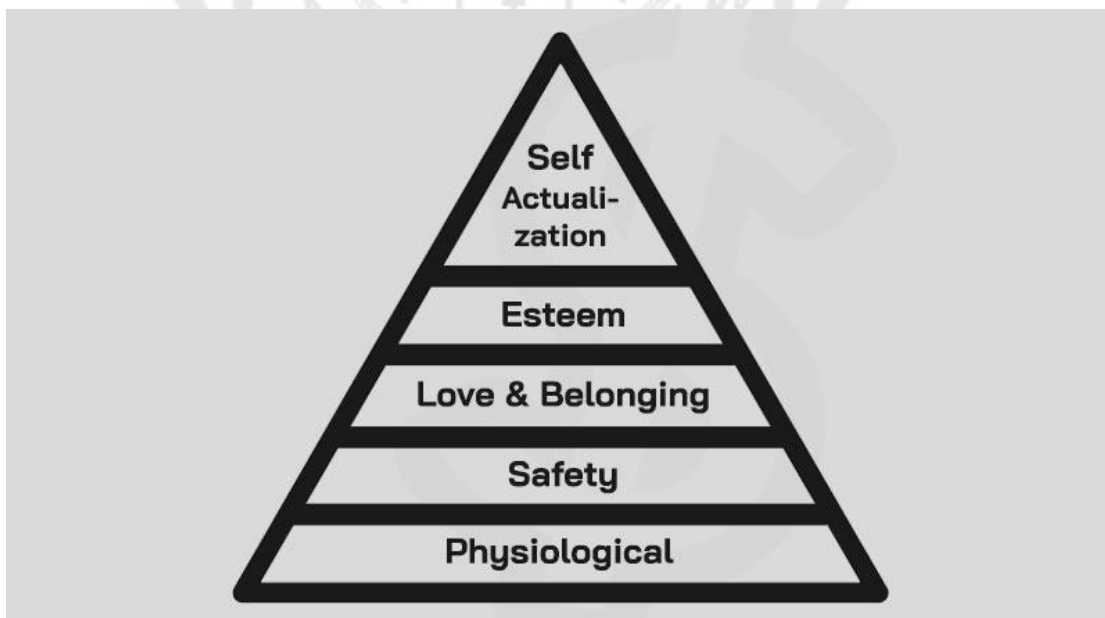 Self
Actuali-
zation
Esteem
Love & Belonging
Safety
Physiological